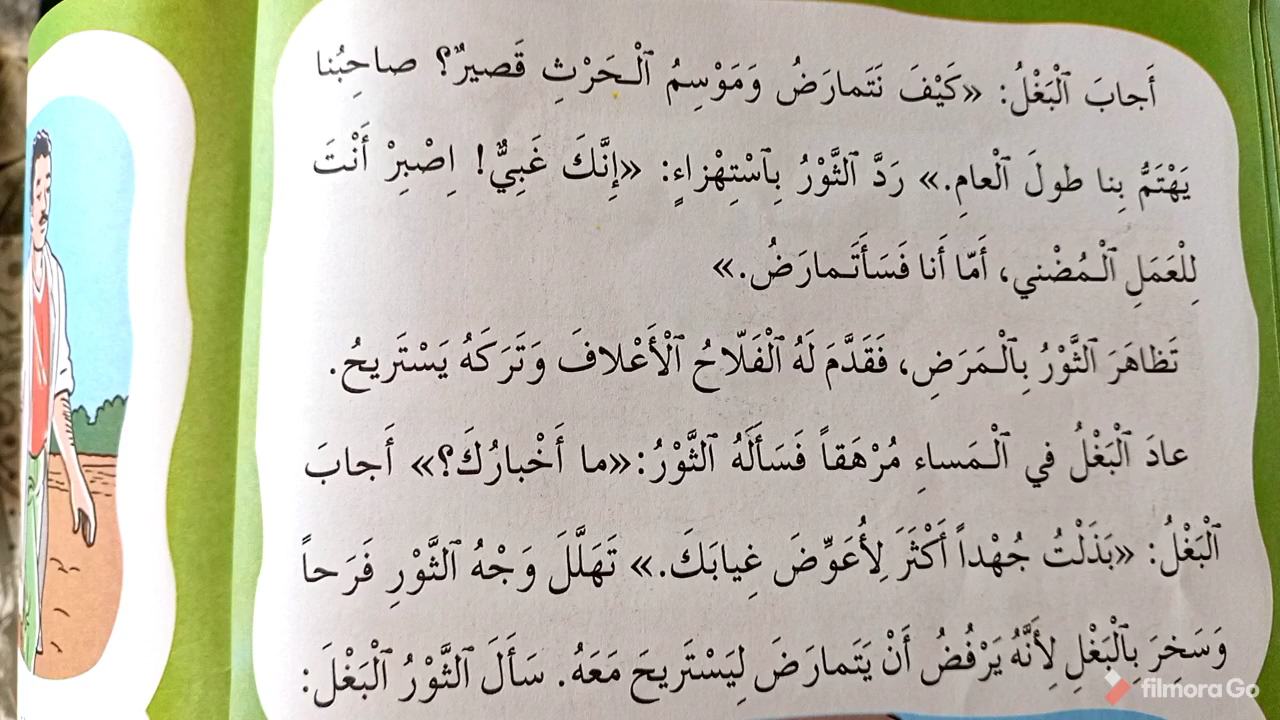 أَجابَ ٱلْبَغْلُ: «كَيْفَ نَتَمارَضُ وَمَوْسِمُ ٱلْحَرْثِ قَصيرٌ؟ صاحِبُنا
يَهْتَمُّ بِنا طولَ ٱلْعامِ.» رَدَّ ٱلثَّوْرُ بِٱسْتِهْزاءٍ: «إِنَّكَ غَبِيٌّ! اِصْبِرْ أَنْتَ
لِلْعَمَلِ ٱلْمُضْني، أَمّا أَنا فَسَأَتَمارَضُ.»
تَظاهَرَ ٱلثَّوْرُ بِٱلْمَرَضِ، فَقَدَّمَ لَهُ ٱلْفَلّاحُ ٱلْأَعْلافَ وَتَرَكَهُ يَسْتَريحُ.
عادَ ٱلْبَغْلُ في ٱلْمَساءِ مُرْهَقاً فَسَأَلَهُ ٱلثَّوْرُ: «ما أَخْبارُكَ؟» أَجابَ
ٱلْبَغْلُ: «بَذَلْتُ جُهْداً أَكْثَرَ لِأُعَوِّضَ غِيابَكَ.» تَهَلَّلَ وَجْهُ ٱلثَّوْرِ فَرَحاً
وَسَخِرَ بِٱلْبَغْلِ لِأَنَّهُ يَرْفُضُ أَنْ يَتَمارَضَ لِيَسْتَريحَ مَعَهُ. سَأَلَ ٱلثَّوْرُ ٱلْبَغْلَ:
filmora Go